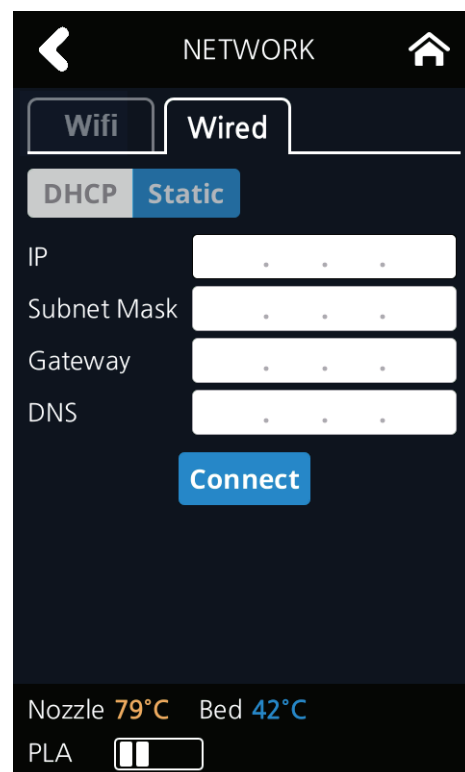 NETWORK
Wifi Wired
DHCP Static
IP . . .
Subnet Mask . . .
Gateway . . .
DNS . . .
Connect
Nozzle 79°C Bed 42°C
PLA